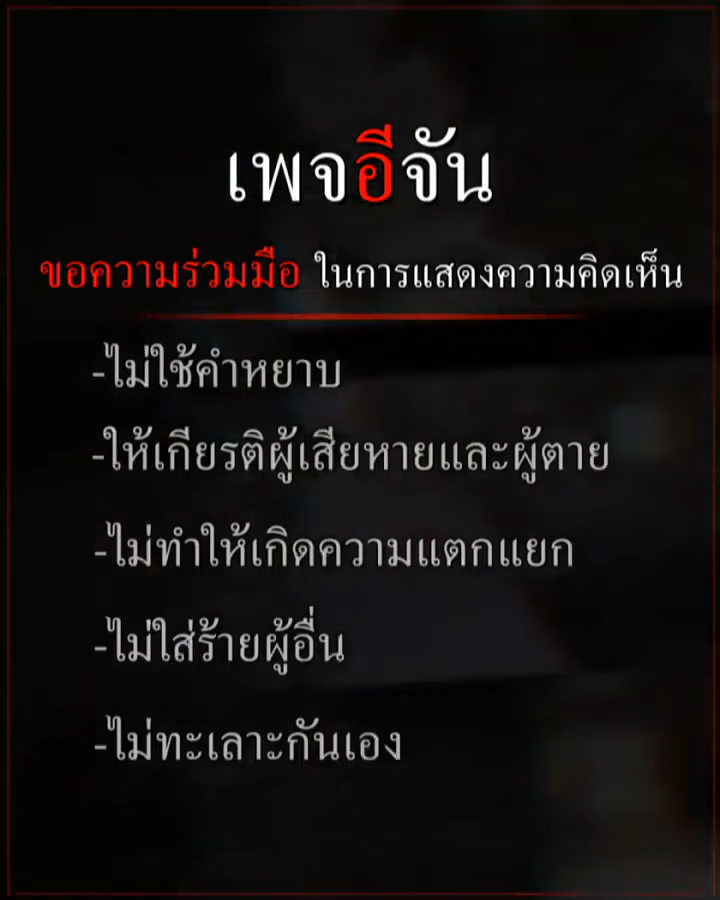 เพจอีจัน
ขอความร่วมมือ ในการแสดงความคิดเห็น
-ไม่ใช้คำหยาบ
-ให้เกียรติผู้เสียหายและผู้ตาย
-ไม่ทำให้เกิดความแตกแยก
-ไม่ใส่ร้ายผู้อื่น
-ไม่ทะเลาะกันเอง